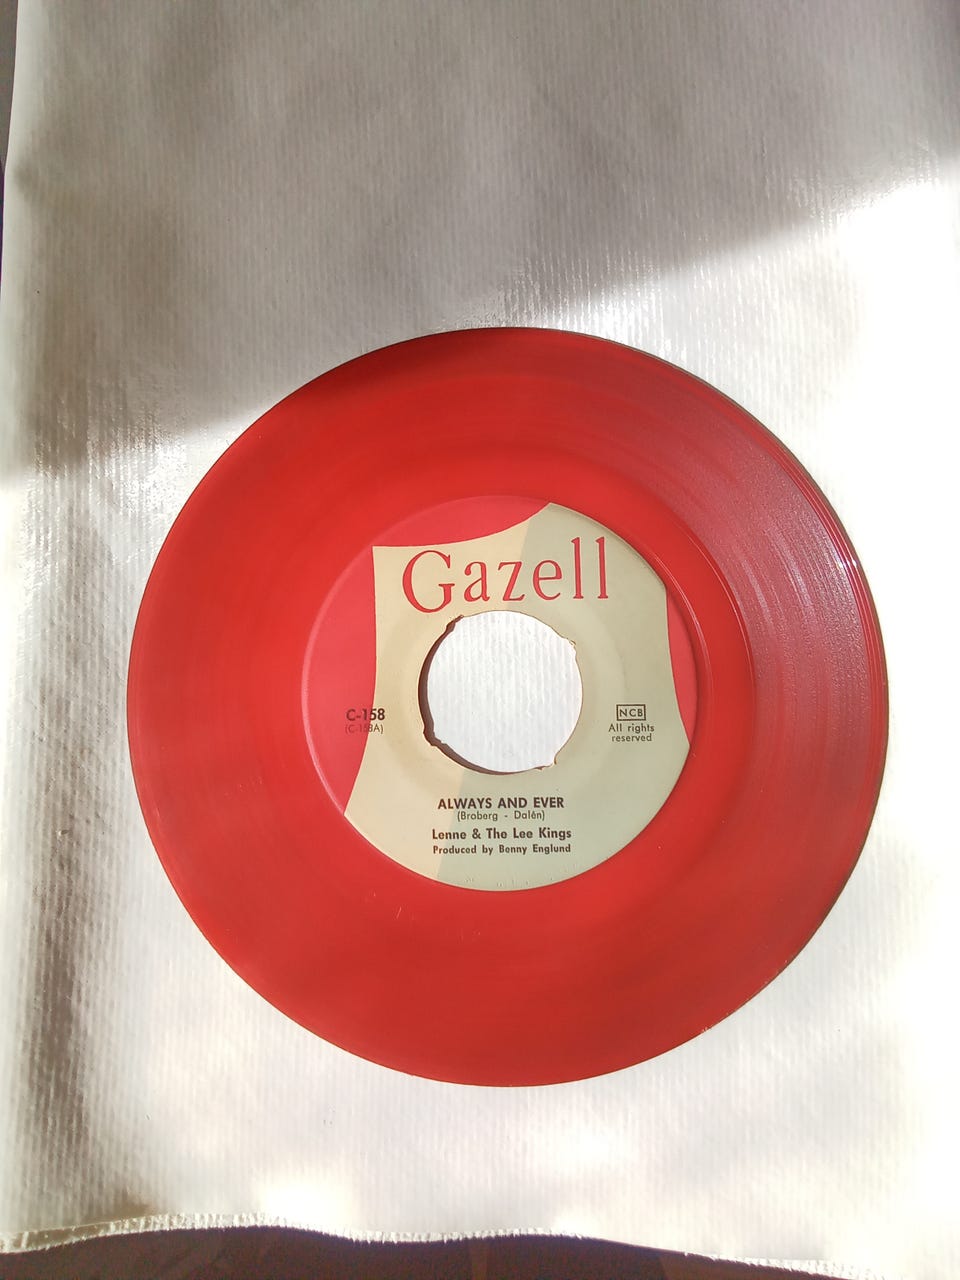 Gazell
C-158
(C-158A)
NCB
All rights
reserved
ALWAYS AND EVER
(Broberg - Dalén)
Lenne & The Lee Kings
Produced by Benny Englund